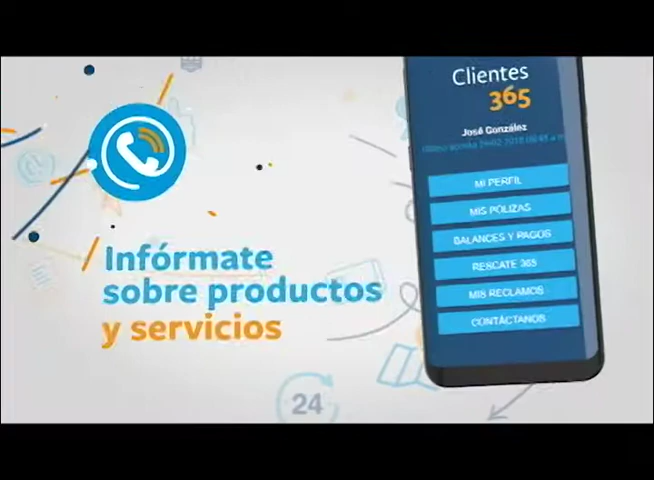 Clientes
365
José González
MI PERFIL
MIS POLIZAS
BALANCES Y PAGOS
RESCATE 365
MIS RECLAMOS
CONTÁCTANOS
Infórmate
sobre productos
y servicios
24